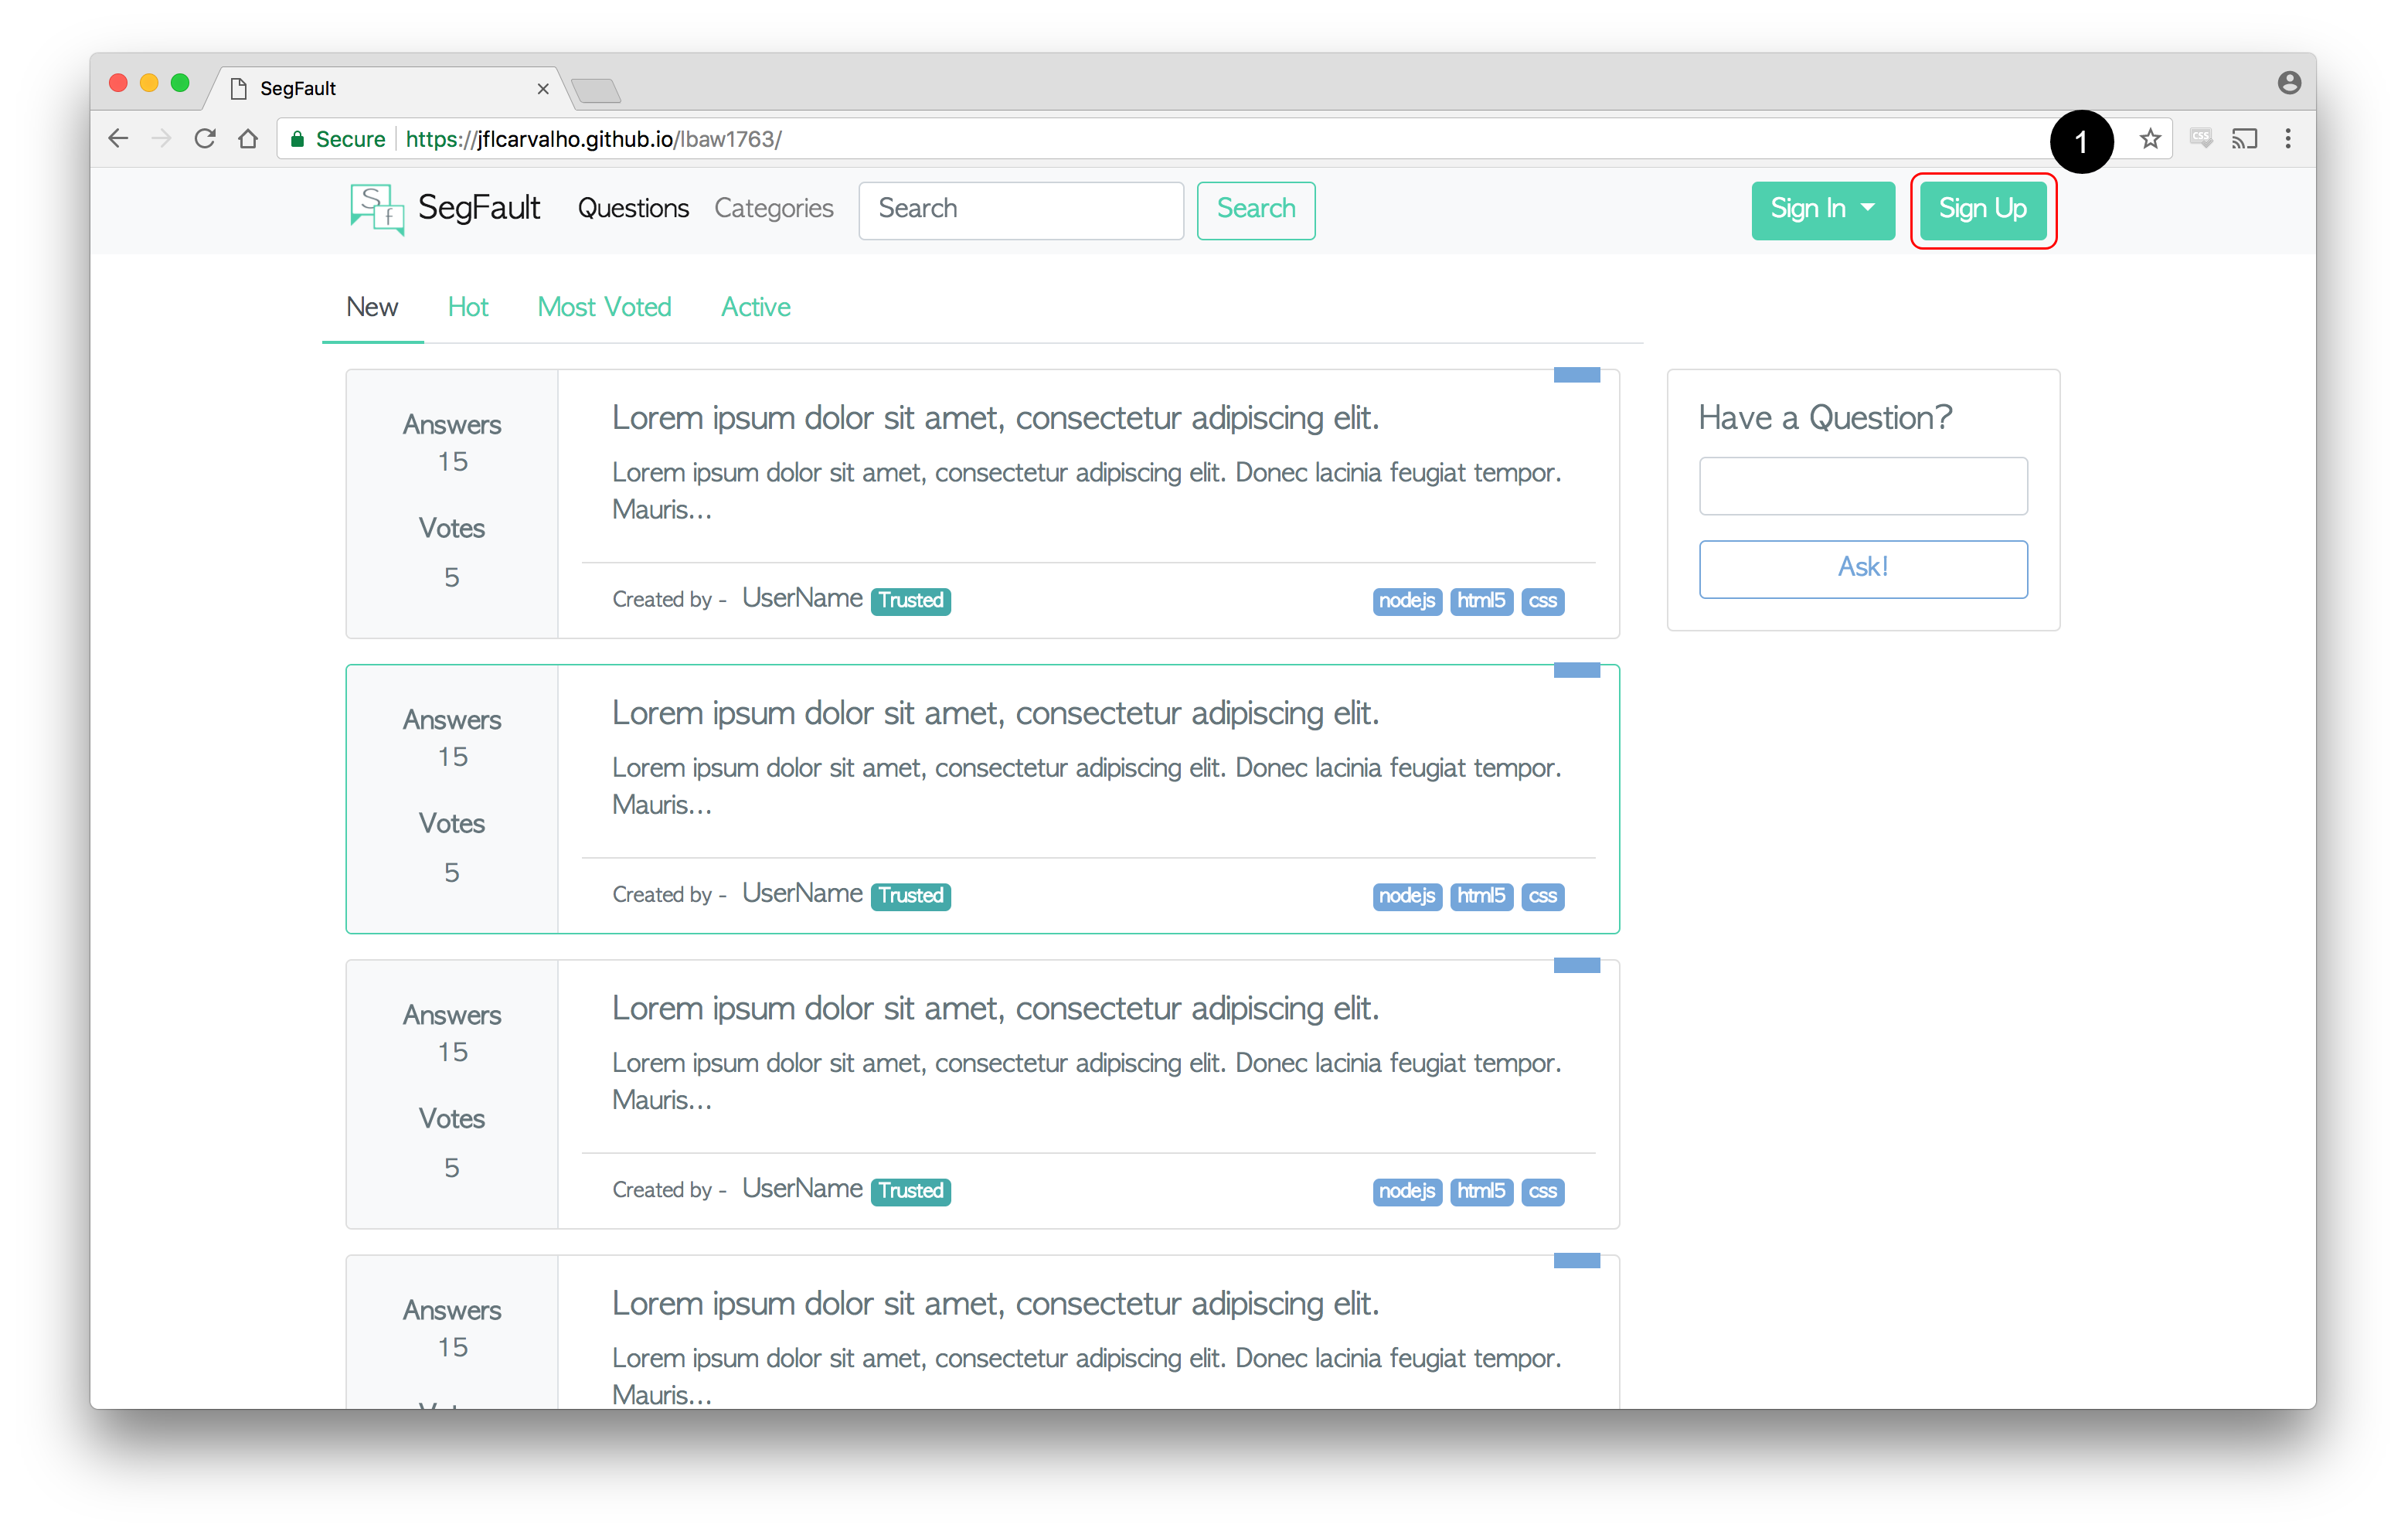 SegFault
Secure https://jflcarvalho.github.io/lbaw1763/
1
CSS
S f SegFault Questions Categories Search Search Sign In Sign Up
New Hot Most Voted Active
Answers
15
Votes
5
Lorem ipsum dolor sit amet, consectetur adipiscing elit.
Lorem ipsum dolor sit amet, consectetur adipiscing elit. Donec lacinia feugiat tempor.
Mauris...
Created by - UserName Trusted nodejs html5 css
Have a Question?
Ask!
Answers
15
Votes
5
Lorem ipsum dolor sit amet, consectetur adipiscing elit.
Lorem ipsum dolor sit amet, consectetur adipiscing elit. Donec lacinia feugiat tempor.
Mauris...
Created by - UserName Trusted nodejs html5 css
Answers
15
Votes
5
Lorem ipsum dolor sit amet, consectetur adipiscing elit.
Lorem ipsum dolor sit amet, consectetur adipiscing elit. Donec lacinia feugiat tempor.
Mauris...
Created by - UserName Trusted nodejs html5 css
Answers
15
Lorem ipsum dolor sit amet, consectetur adipiscing elit.
Lorem ipsum dolor sit amet, consectetur adipiscing elit. Donec lacinia feugiat tempor.
Mauris...